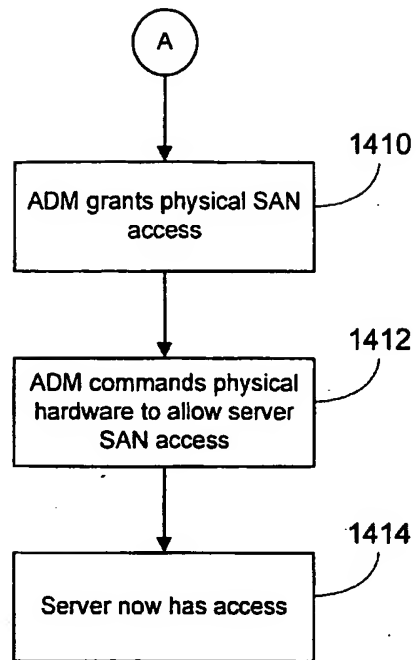 A
1410
ADM grants physical SAN
access
1412
ADM commands physical
hardware to allow server
SAN access
1414
Server now has access